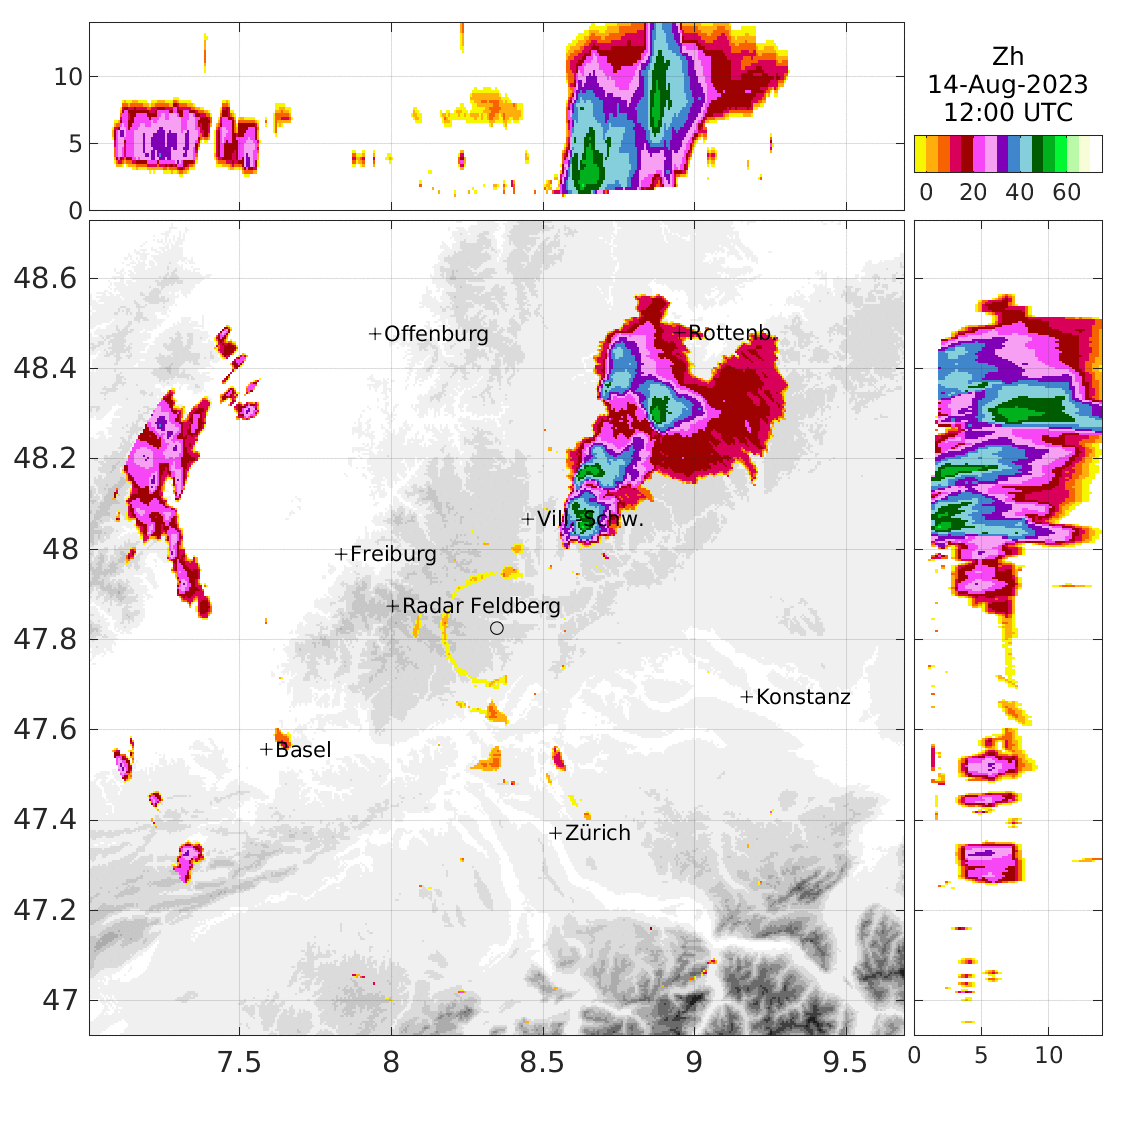 10
5
0
Zh
14-Aug-2023
12:00 UTC
0 20 40 60
48.6
48.4
48.2
48
47.8
47.6
47.4
47.2
47
Offenburg
Rottenb.
Vill.-Schw.
Freiburg
Radar Feldberg
Konstanz
Basel
Zürich
7.5 8 8.5 9 9.5
0 5 10